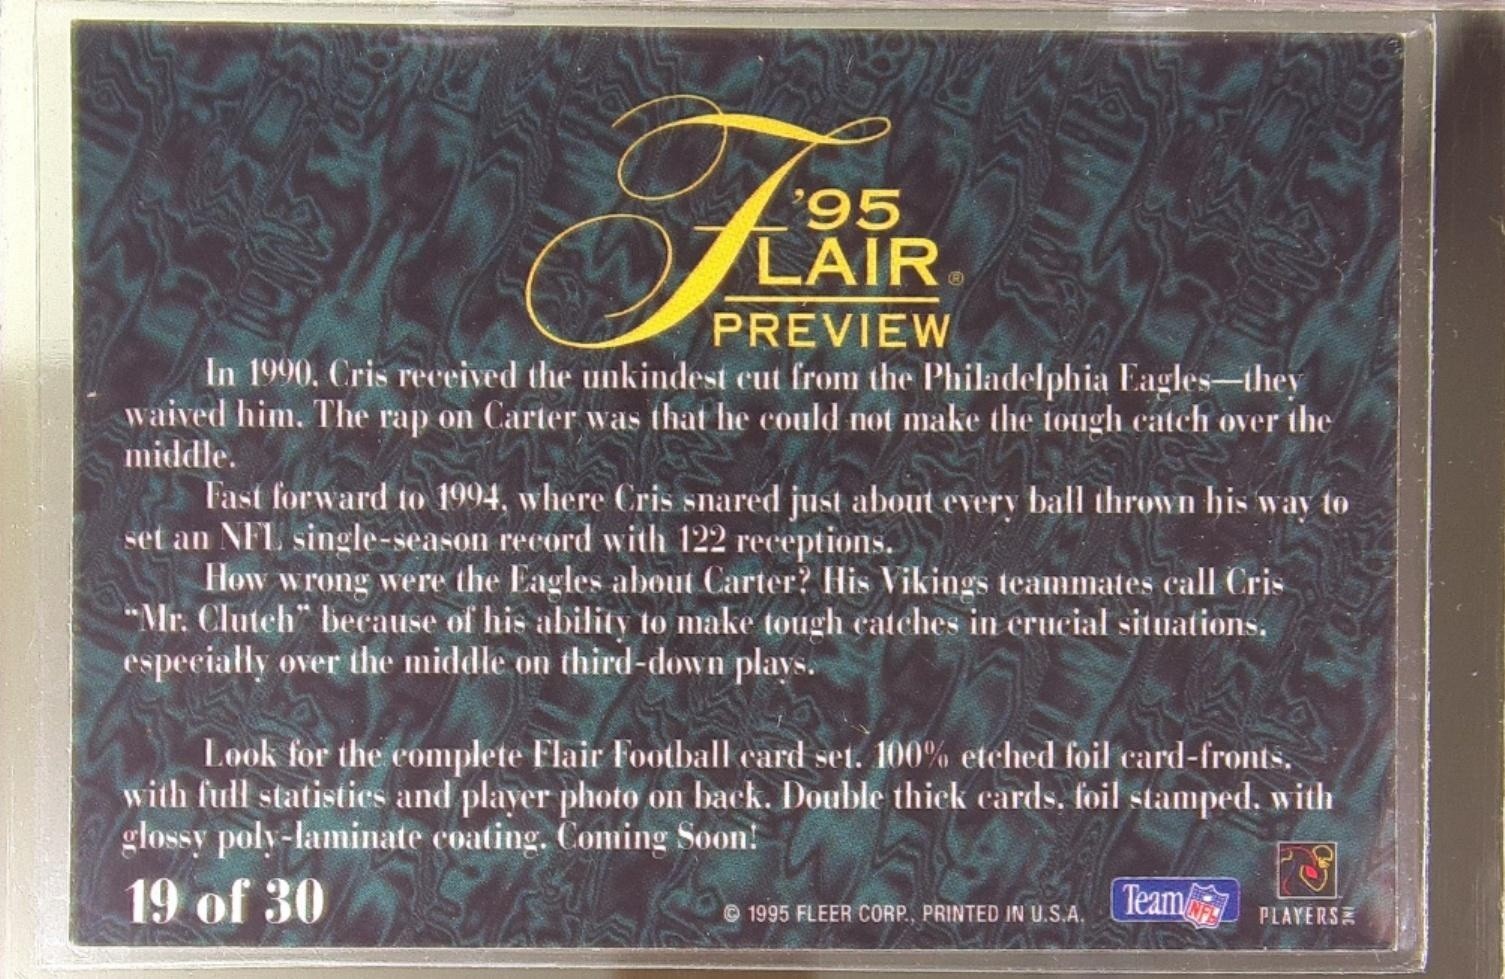 '95
FLAIR®
PREVIEW
In 1990, Cris received the unkindest cut from the Philadelphia Eagles—they
waived him. The rap on Carter was that he could not make the tough catch over the
middle.
Fast forward to 1994, where Cris snared just about every ball thrown his way to
set an NFL single-season record with 122 receptions.
How wrong were the Eagles about Carter? His Vikings teammates call Cris
“Mr. Clutch” because of his ability to make tough catches in crucial situations,
especially over the middle on third-down plays.
Look for the complete Flair Football card set. 100% etched foil card-fronts,
with full statistics and player photo on back. Double thick cards, foil stamped, with
glossy poly-laminate coating. Coming Soon!
19 of 30
© 1995 FLEER CORP., PRINTED IN U.S.A.
Team NFL
PLAYERS INC